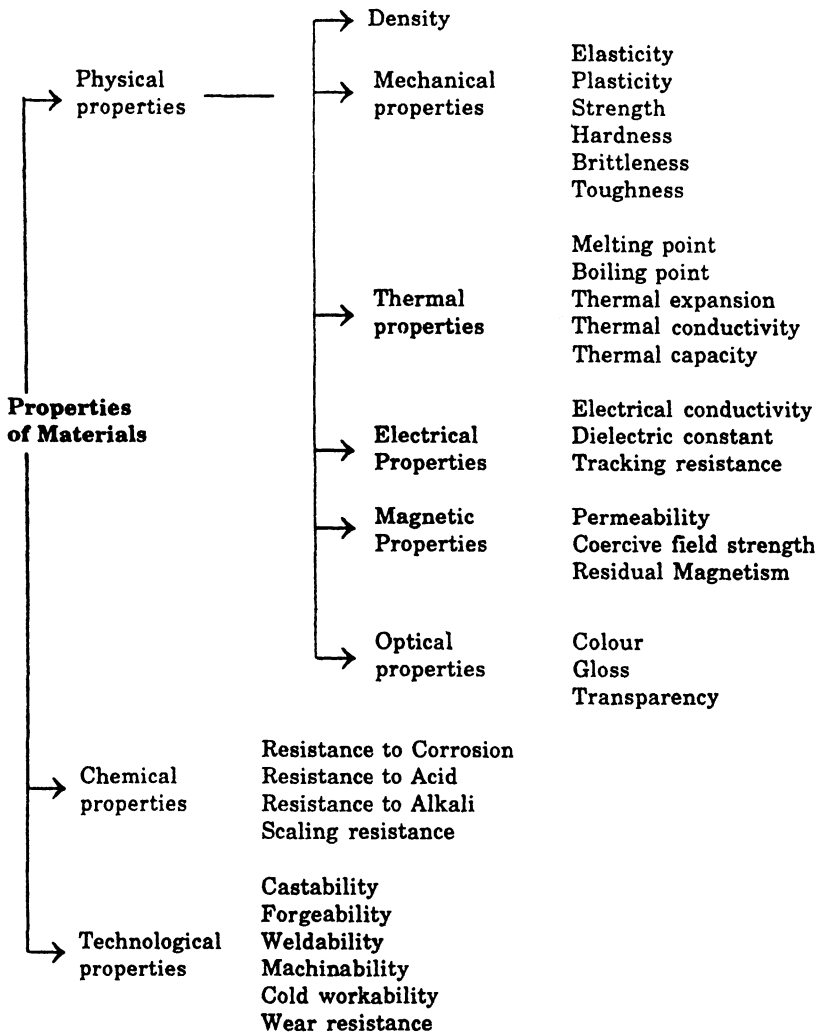 Density
Physical
properties
Mechanical
properties
Elasticity
Plasticity
Strength
Hardness
Brittleness
Toughness
Thermal
properties
Melting point
Boiling point
Thermal expansion
Thermal conductivity
Thermal capacity
Properties
of Materials
Electrical
Properties
Electrical conductivity
Dielectric constant
Tracking resistance
Magnetic
Properties
Permeability
Coercive field strength
Residual Magnetism
Optical
properties
Colour
Gloss
Transparency
Chemical
properties
Resistance to Corrosion
Resistance to Acid
Resistance to Alkali
Scaling resistance
Technological
properties
Castability
Forgeability
Weldability
Machinability
Cold workability
Wear resistance